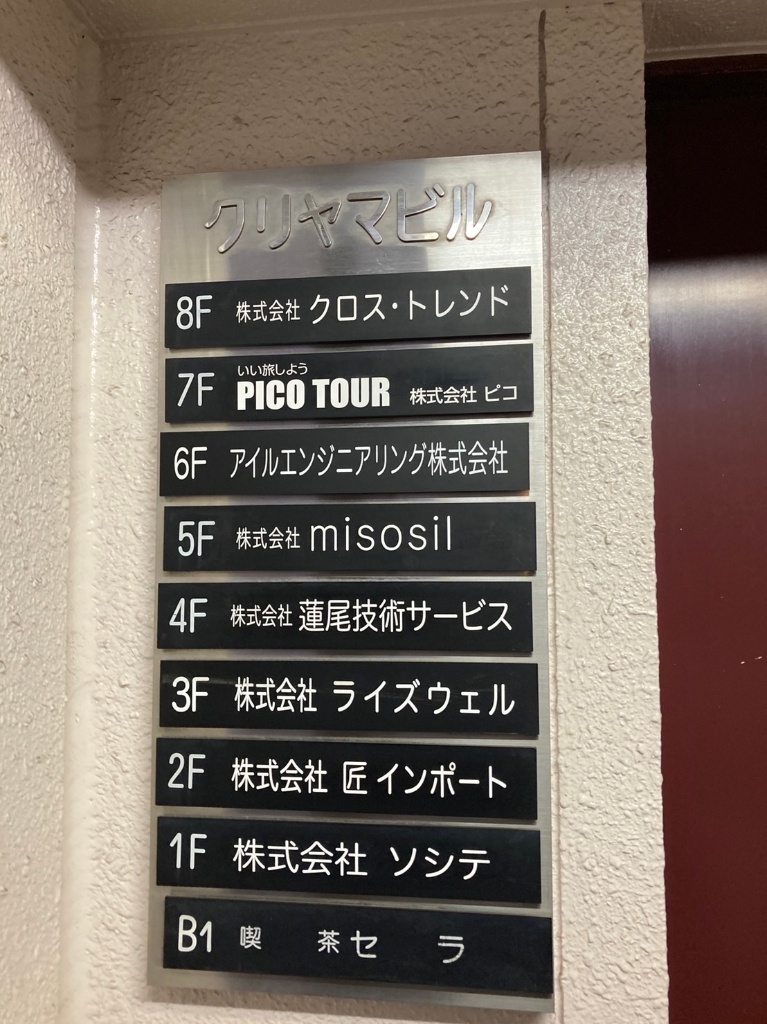 クリヤマビル
8F 株式会社 クロス・トレンド
いい旅しよう
7F PICO TOUR 株式会社 ピコ
6F アイルエンジニアリング株式会社
5F 株式会社 misosil
4F 株式会社 蓮尾技術サービス
3F 株式会社 ライズウェル
2F 株式会社 匠 インポート
1F 株式会社 ソシテ
B1 喫 茶 セ ラ